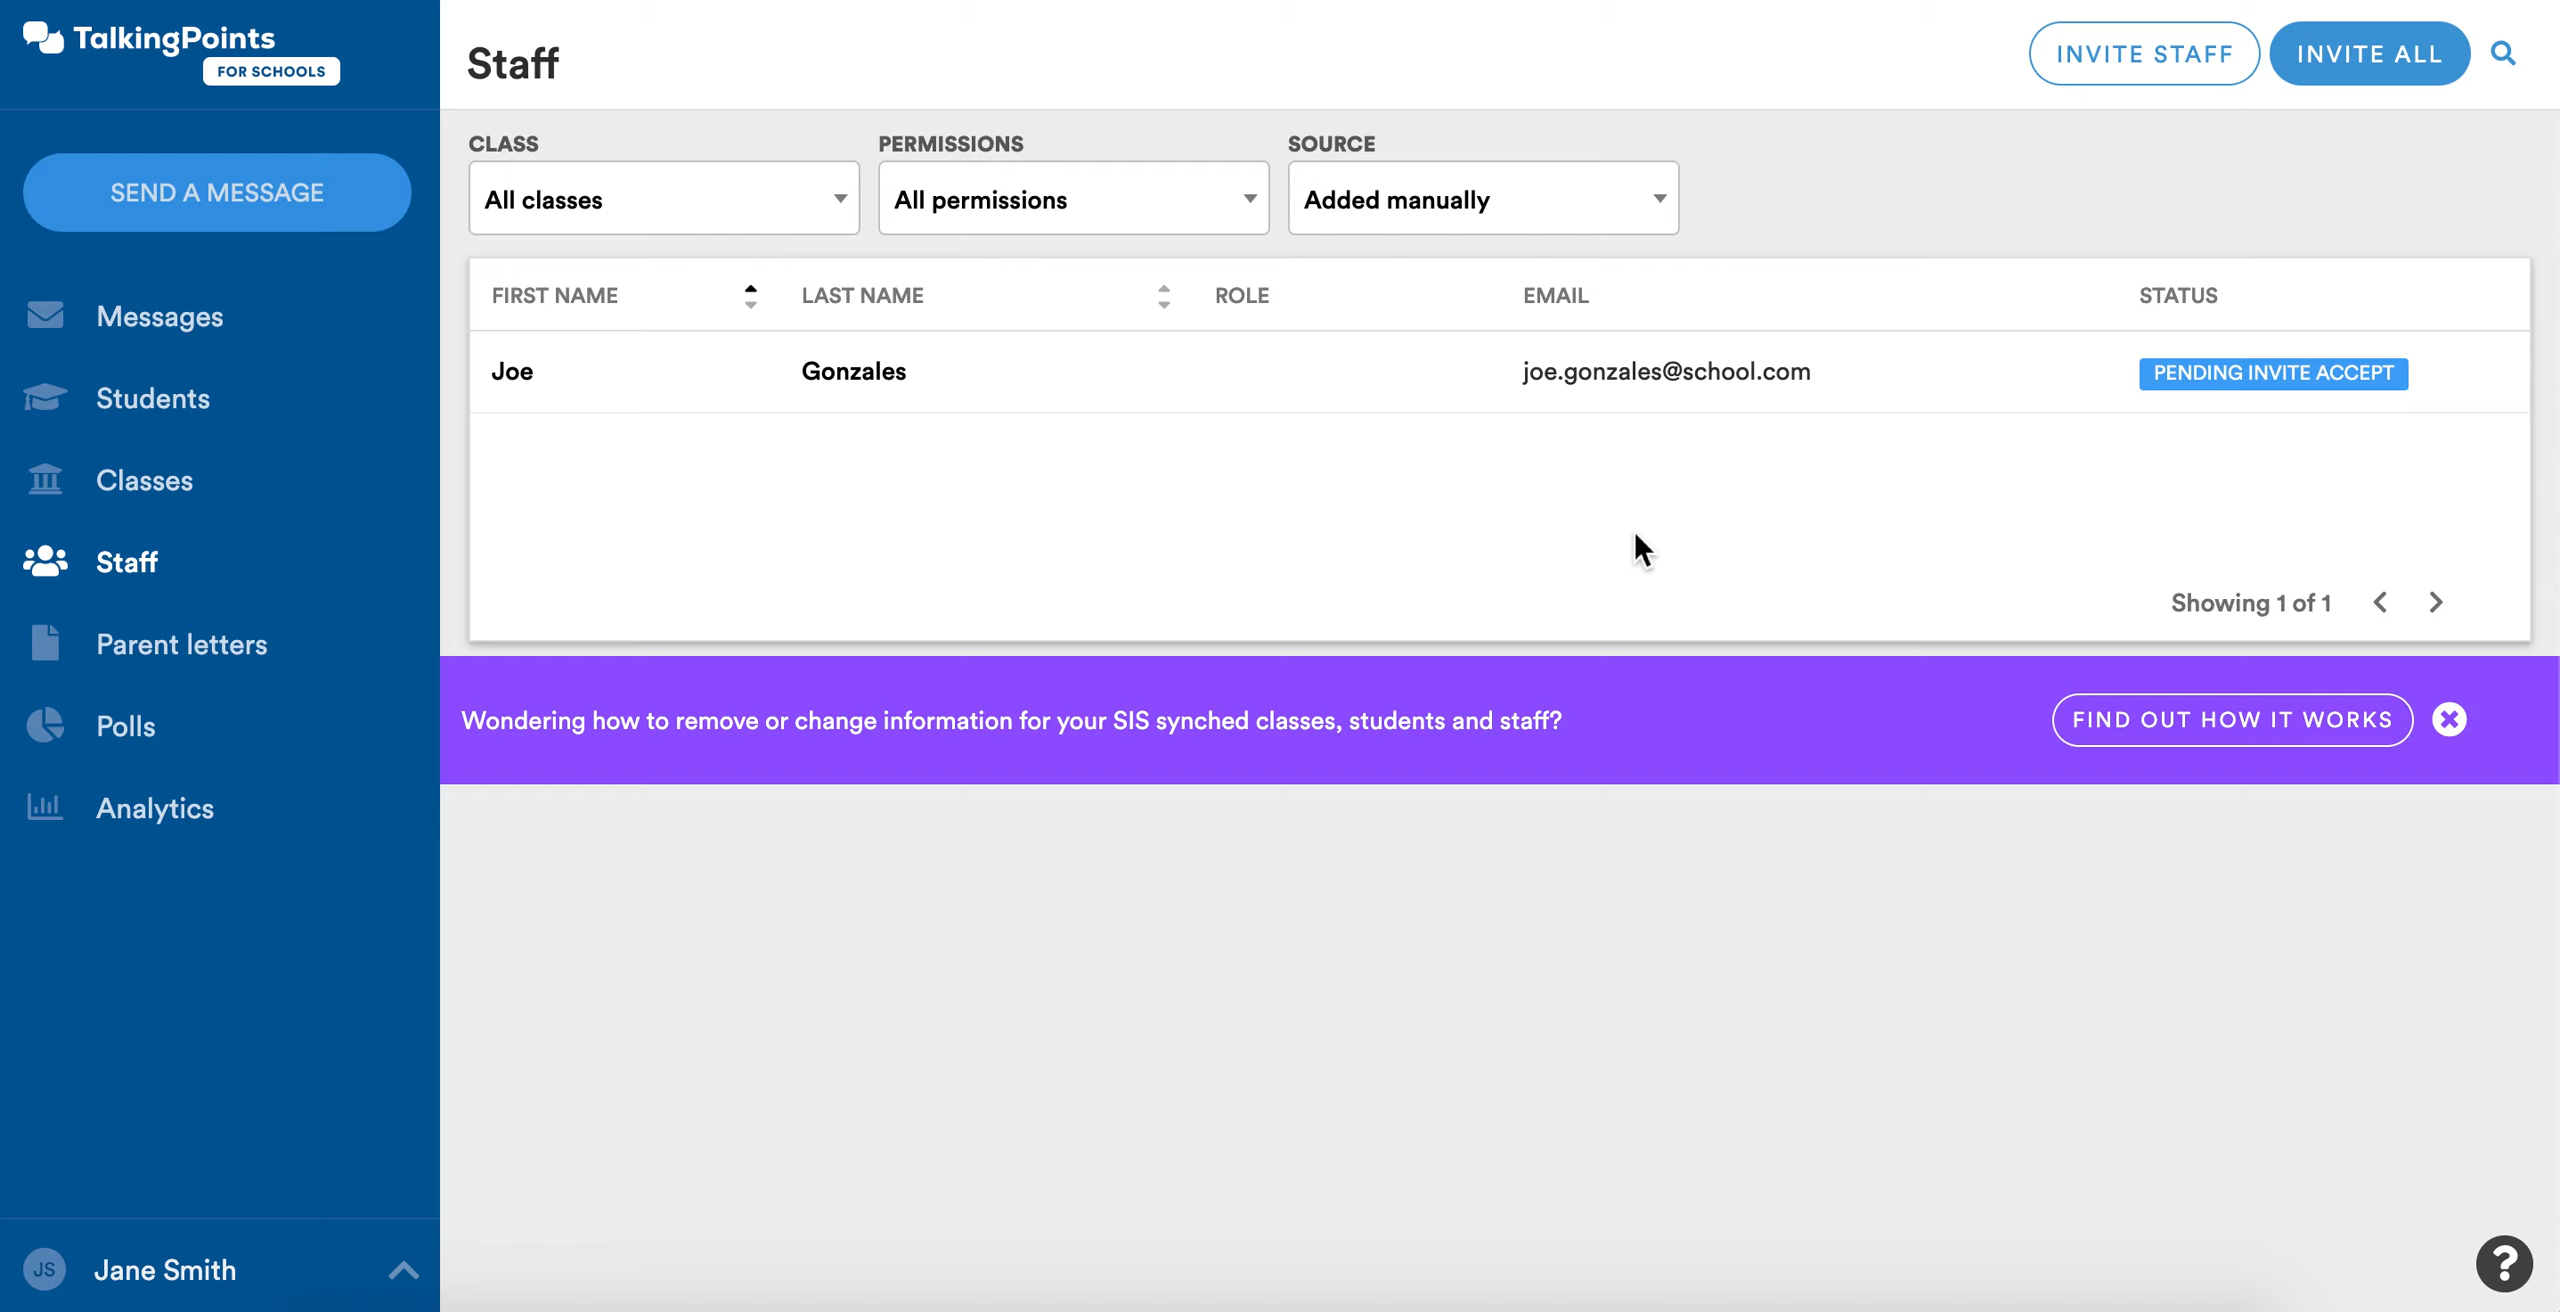 TalkingPoints
FOR SCHOOLS
SEND A MESSAGE
Messages
Students
Classes
Staff
Parent letters
Polls
Analytics
JS Jane Smith
Staff
INVITE STAFF INVITE ALL
CLASS PERMISSIONS SOURCE
All classes All permissions Added manually
FIRST NAME LAST NAME ROLE EMAIL STATUS
Joe Gonzales joe.gonzales@school.com PENDING INVITE ACCEPT
Showing 1 of 1
Wondering how to remove or change information for your SIS synched classes, students and staff? FIND OUT HOW IT WORKS
?